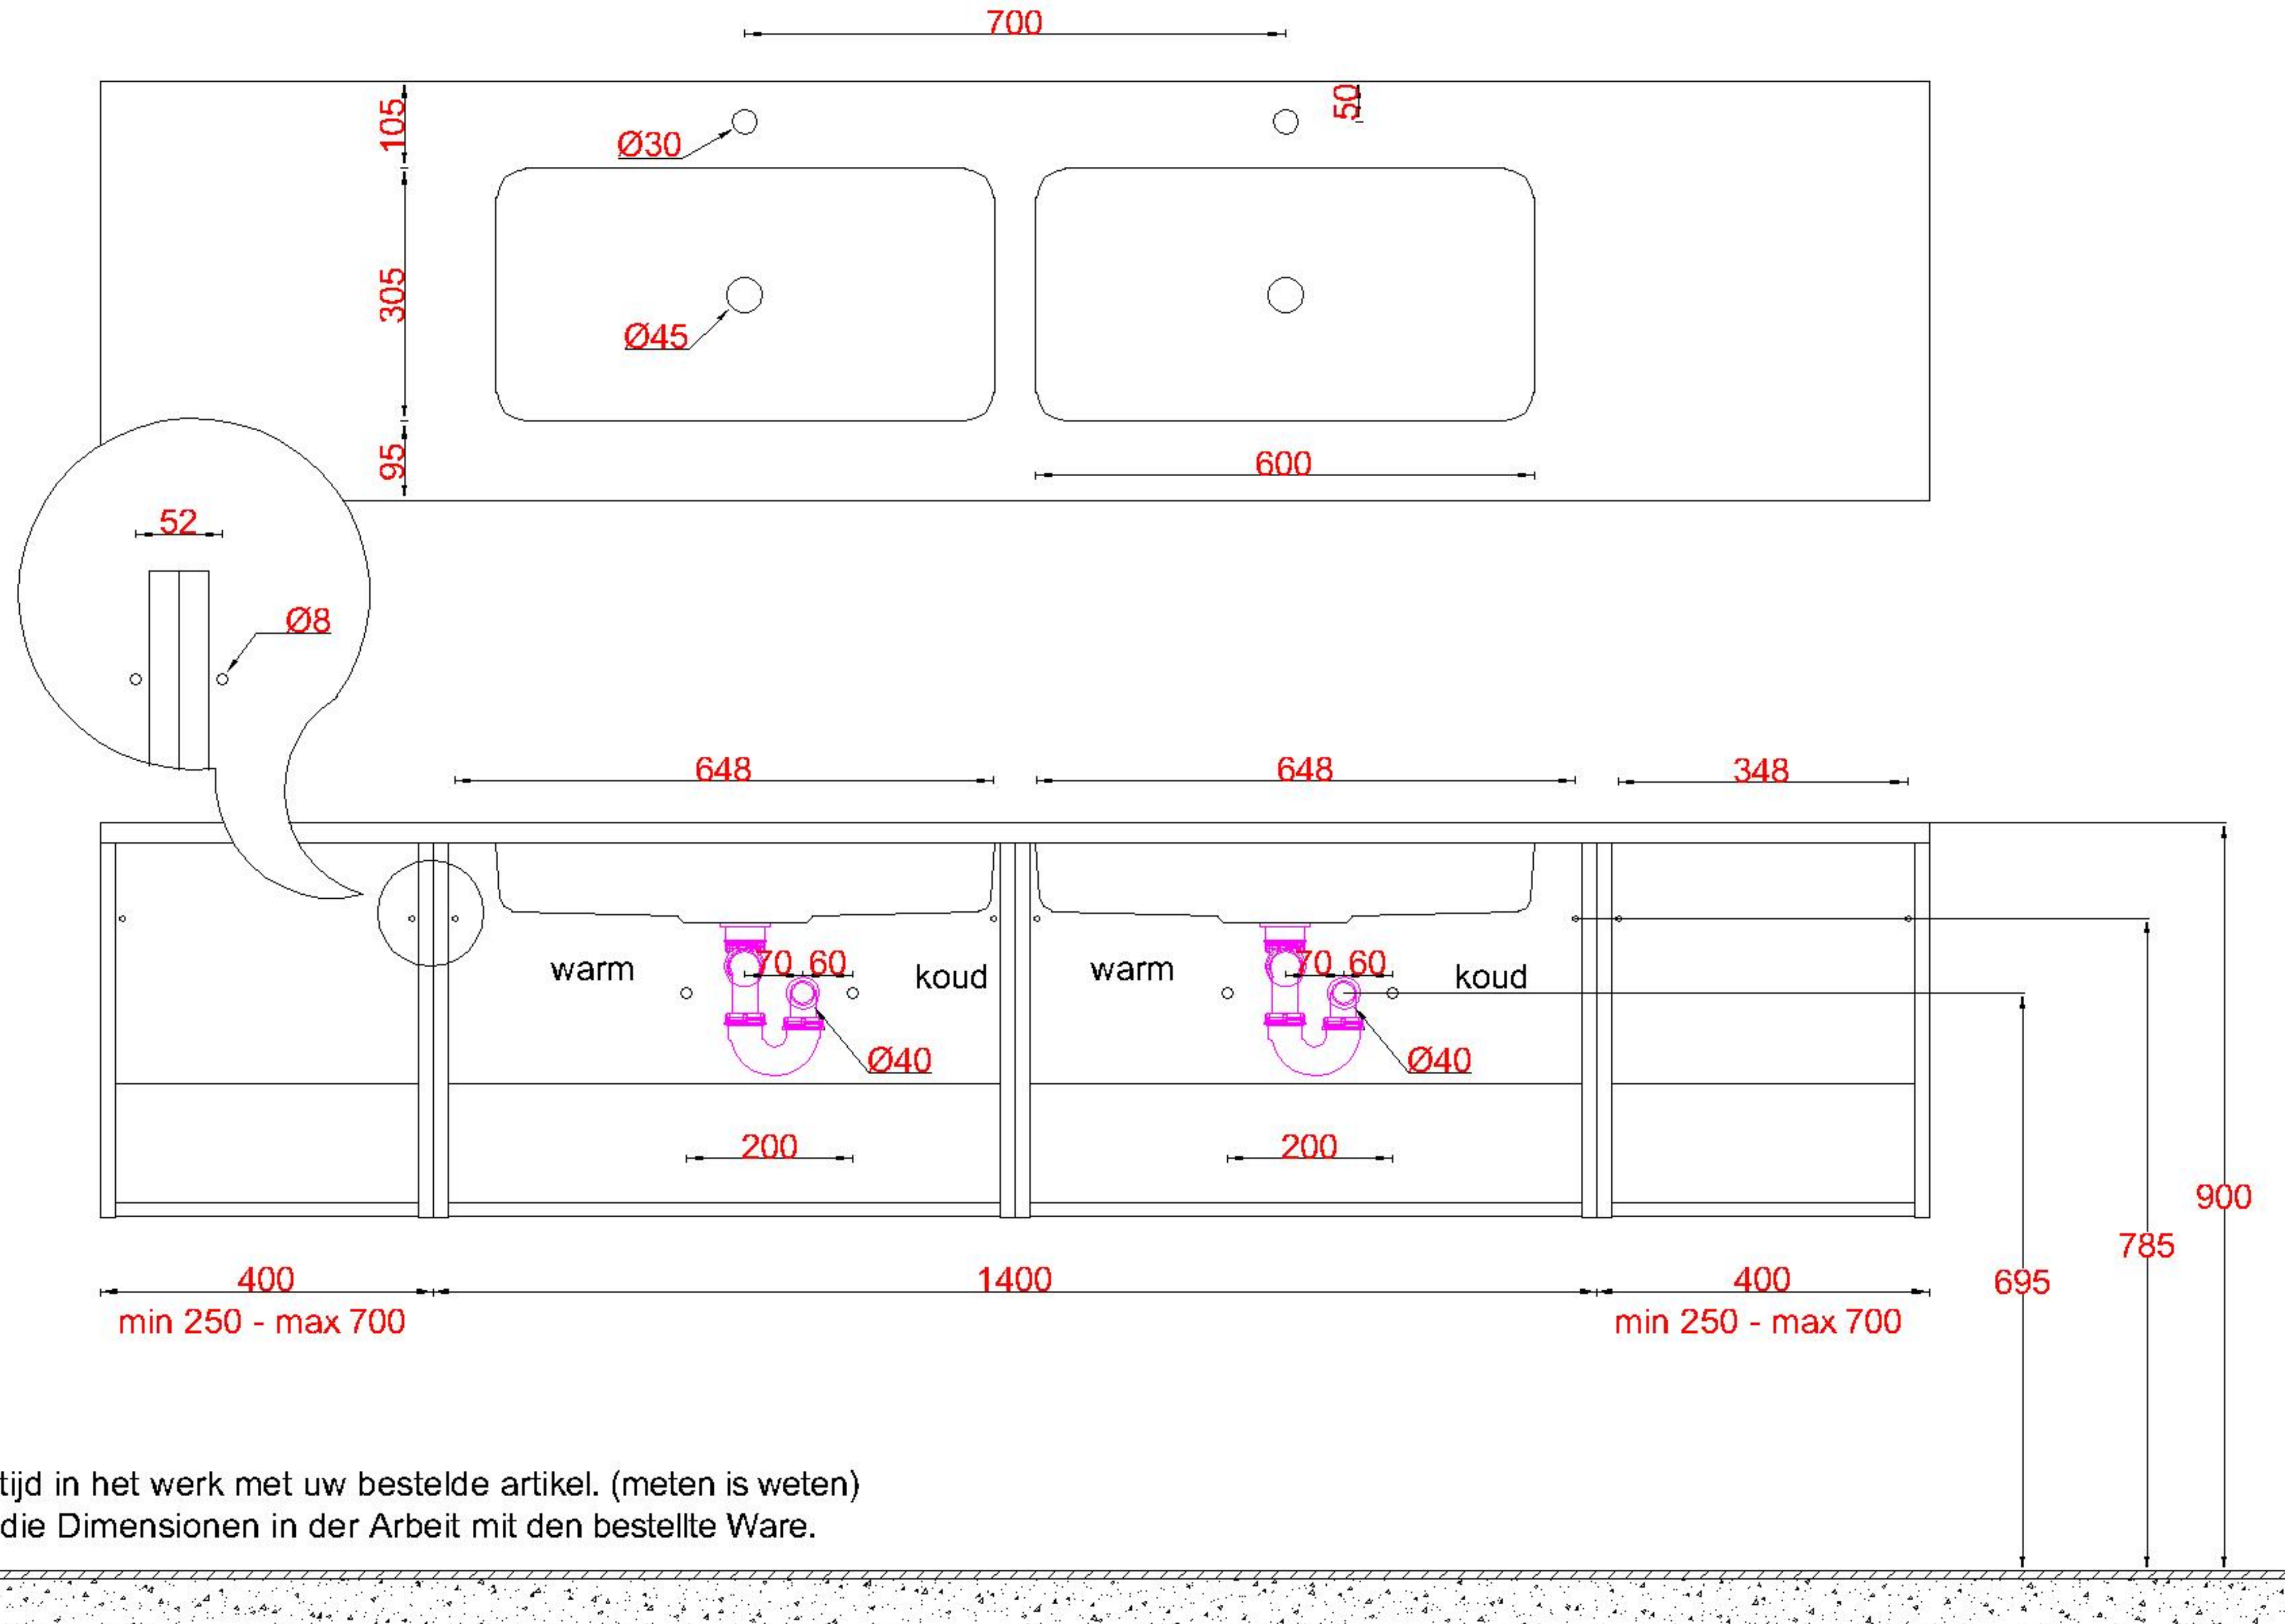 700
50
105
Ø30
305
Ø45
95
600
52
Ø8
648
648
348
warm
70
60
koud
warm
70
60
koud
Ø40
Ø40
200
200
900
785
695
400
1400
400
min 250 - max 700
min 250 - max 700
tijd in het werk met uw bestelde artikel. (meten is weten)
die Dimensionen in der Arbeit mit den bestellte Ware.